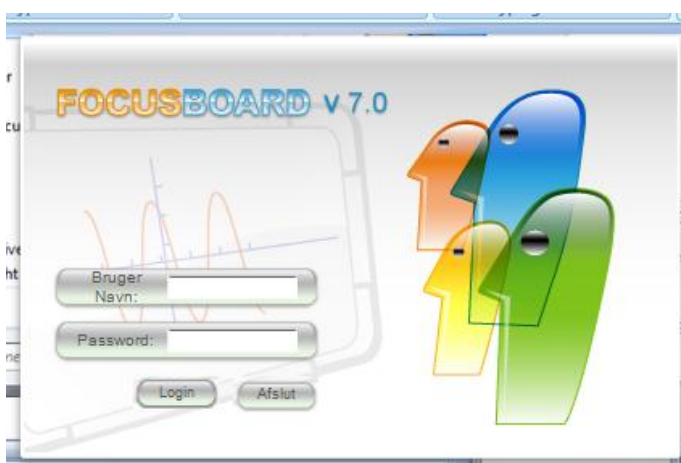 FOCUSBOARD v 7.0
Bruger
Navn:
Password:
Login
Afslut